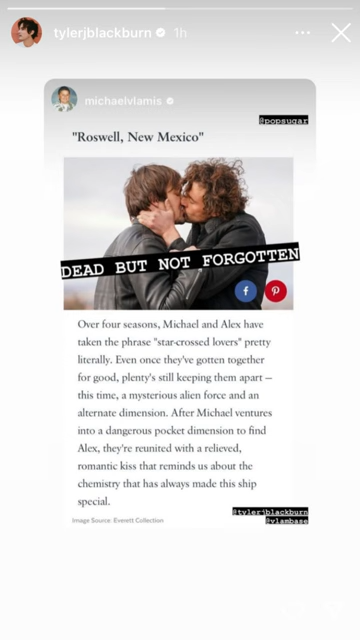 tylerjblackburn 1h
michaelvlamis
@popsugar
"Roswell, New Mexico"
DEAD BUT NOT FORGOTTEN
Over four seasons, Michael and Alex have
taken the phrase "star-crossed lovers" pretty
literally. Even once they've gotten together
for good, plenty's still keeping them apart —
this time, a mysterious alien force and an
alternate dimension. After Michael ventures
into a dangerous pocket dimension to find
Alex, they're reunited with a relieved,
romantic kiss that reminds us about the
chemistry that has always made this ship
special.
@tylerjblackburn
@vlambase
Image Source: Everett Collection